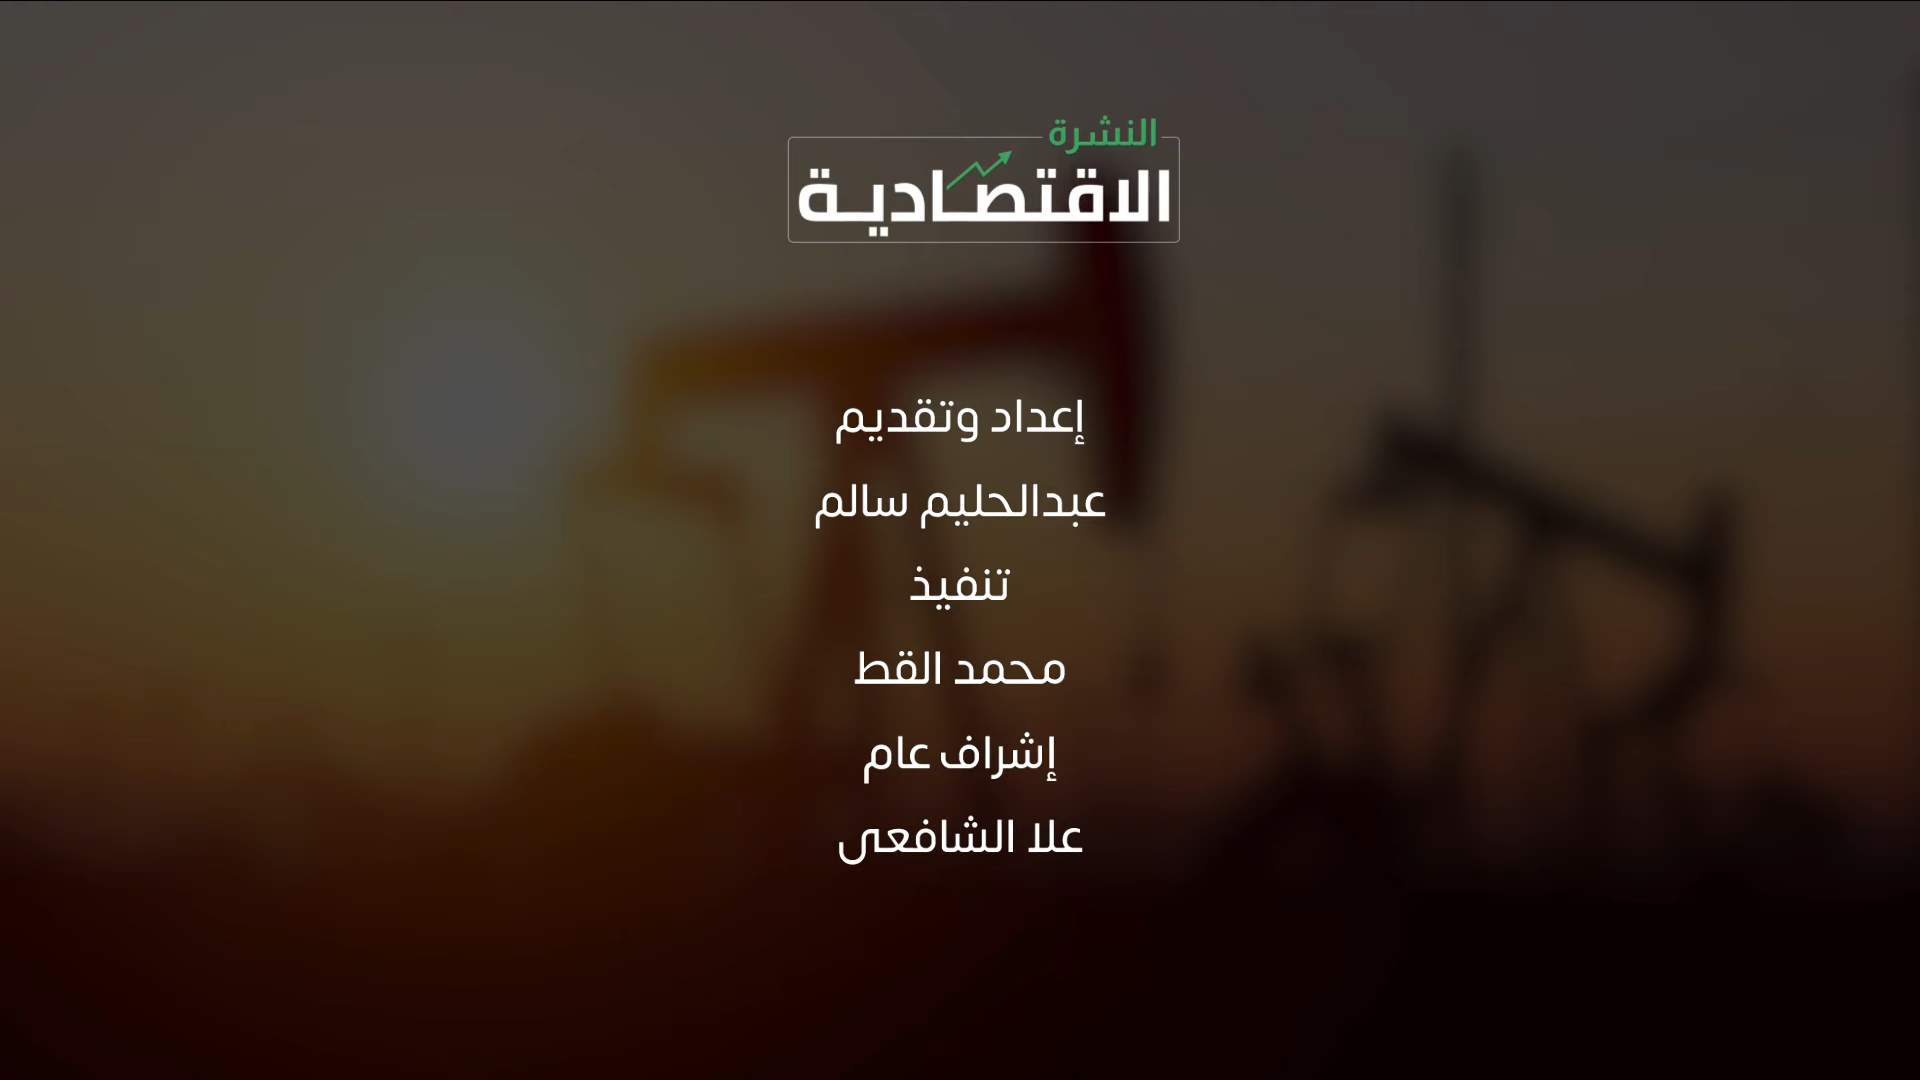 النشرة
الاقتصادية
إعداد وتقديم
عبدالحليم سالم
تنفيذ
محمد القط
إشراف عام
علا الشافعى